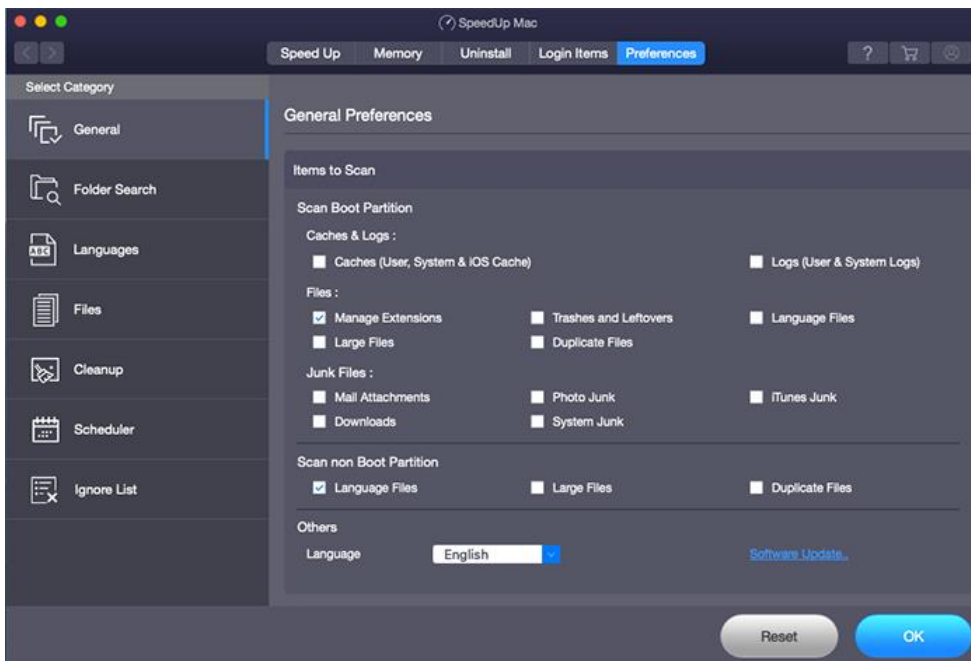 SpeedUp Mac
Speed Up Memory Uninstall Login Items Preferences ?
Select Category
General
Folder Search
ABC Languages
Files
Cleanup
Scheduler
Ignore List
General Preferences
Items to Scan
Scan Boot Partition
Caches & Logs :
Caches (User, System & iOS Cache) Logs (User & System Logs)
Files :
Manage Extensions Trashes and Leftovers Language Files
Large Files Duplicate Files
Junk Files :
Mail Attachments Photo Junk iTunes Junk
Downloads System Junk
Scan non Boot Partition
Language Files Large Files Duplicate Files
Others
Language English Software Update..
Reset OK